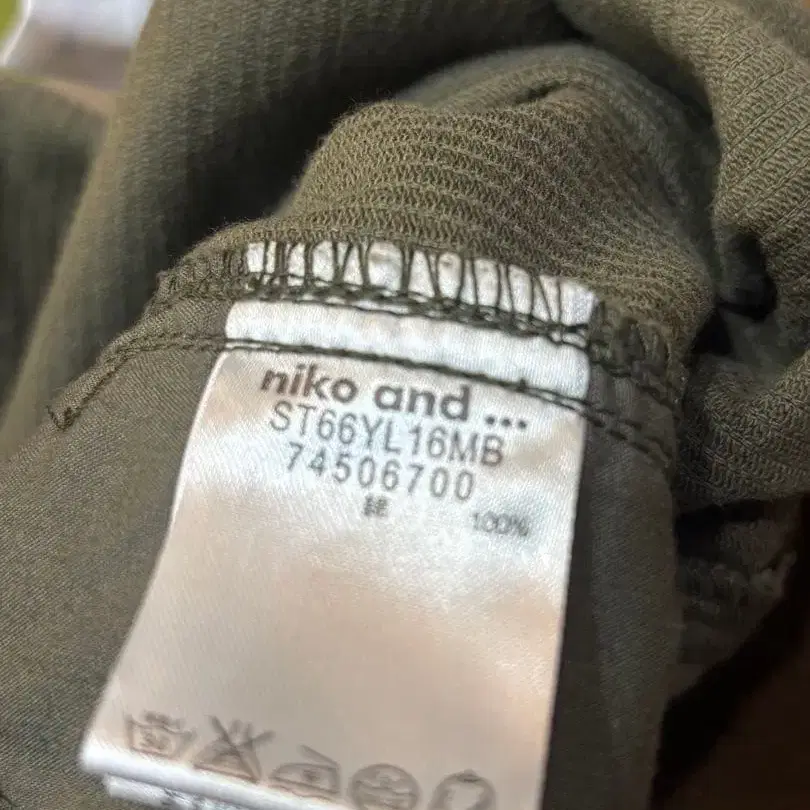 niko and ...
ST66YL16MB
74506700
綿 100%